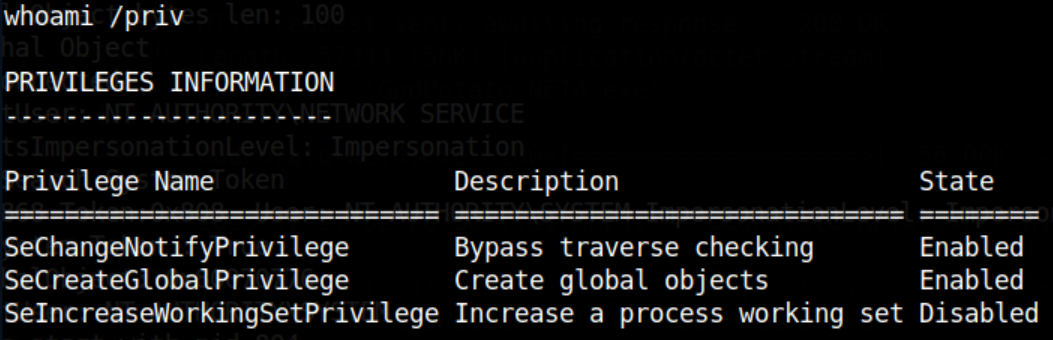 whoami /priv
PRIVILEGES INFORMATION
----------------------
Privilege Name                Description                    State
============================= ============================== ========
SeChangeNotifyPrivilege       Bypass traverse checking       Enabled
SeCreateGlobalPrivilege       Create global objects          Enabled
SeIncreaseWorkingSetPrivilege Increase a process working set Disabled